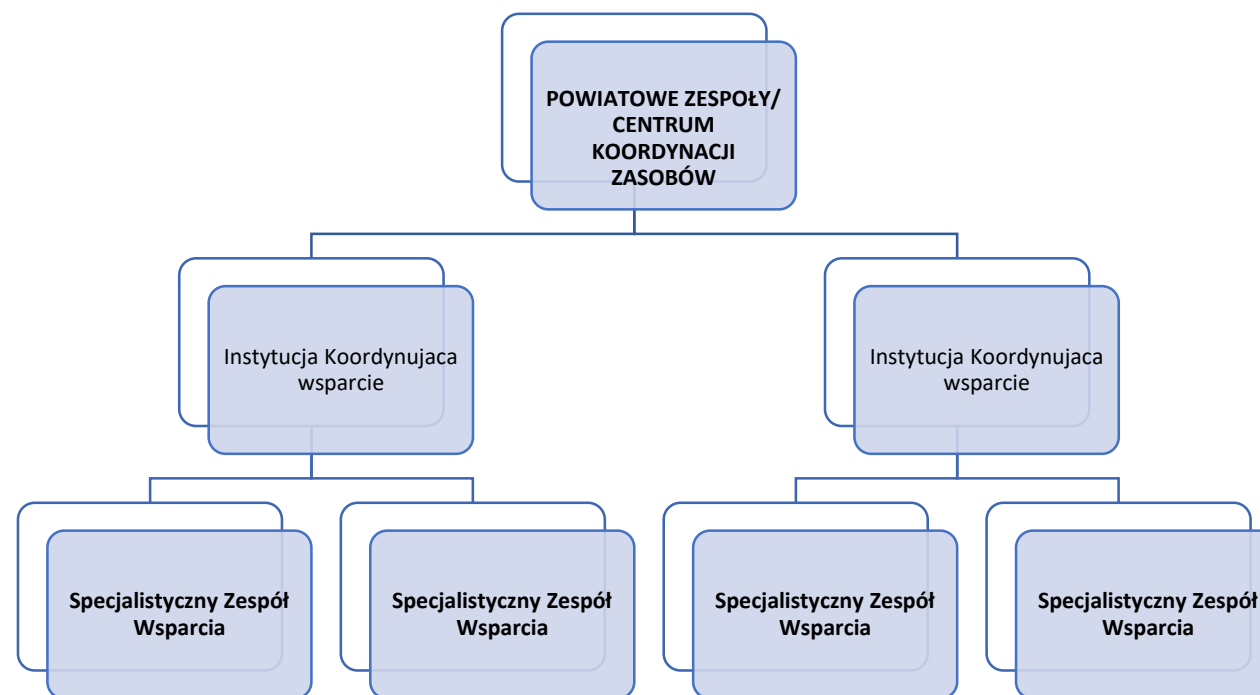 POWIATOWE ZESPOŁY/
CENTRUM
KOORDYNACJI
ZASOBÓW
Instytucja Koordynujaca
wsparcie
Instytucja Koordynujaca
wsparcie
Specjalistyczny Zespół
Wsparcia
Specjalistyczny Zespół
Wsparcia
Specjalistyczny Zespół
Wsparcia
Specjalistyczny Zespół
Wsparcia